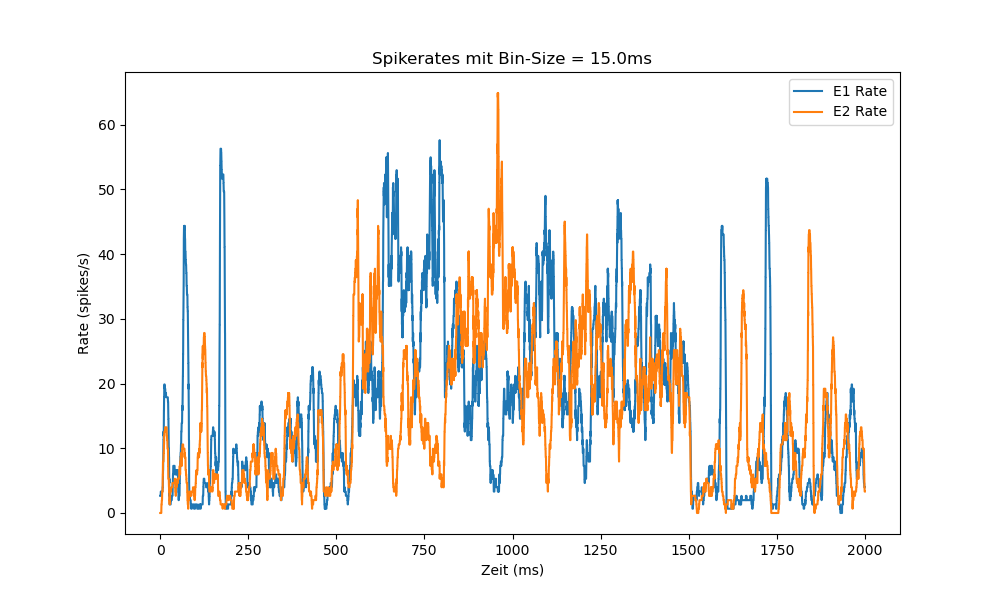 Spikerates mit Bin-Size = 15.0ms
E1 Rate
E2 Rate
Rate (spikes/s)
60
50
40
30
20
10
0
0 250 500 750 1000 1250 1500 1750 2000
Zeit (ms)